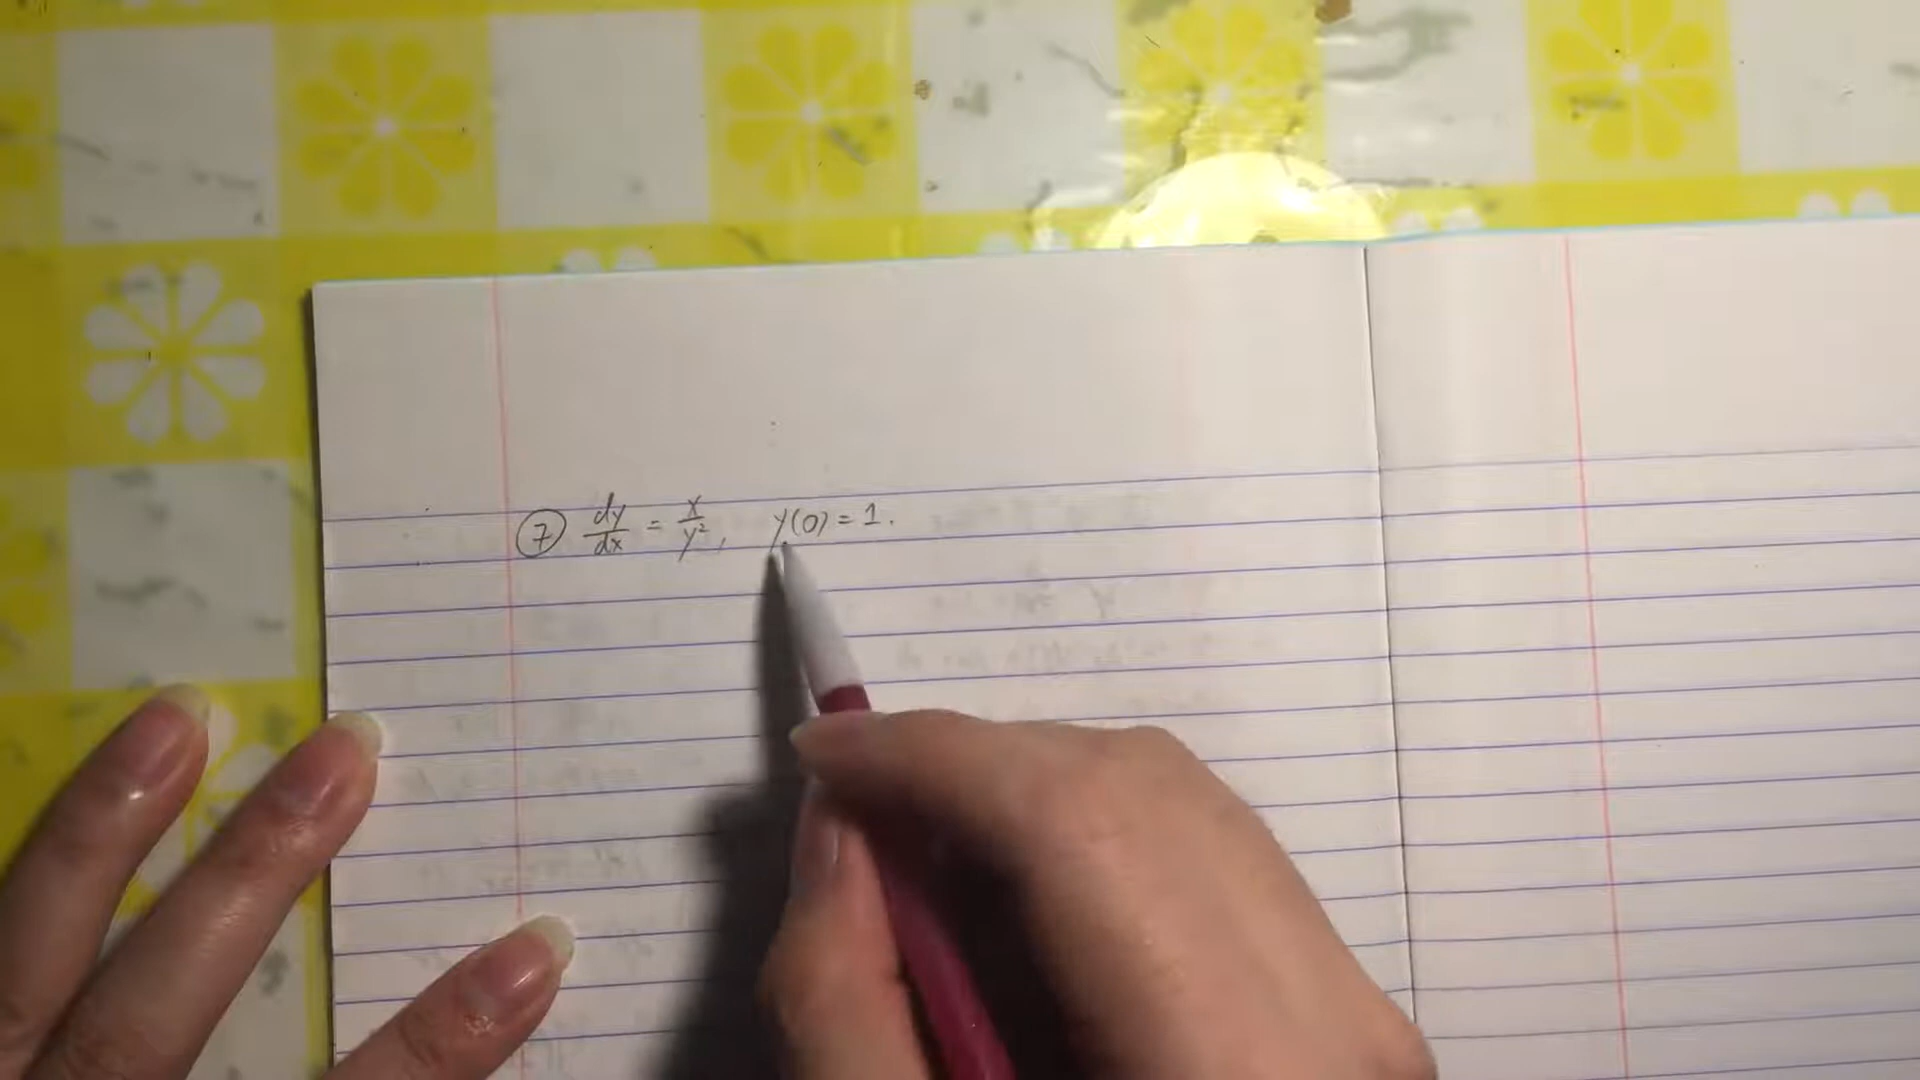 ⑦ dy/dx = x/y², y(0) = 1.